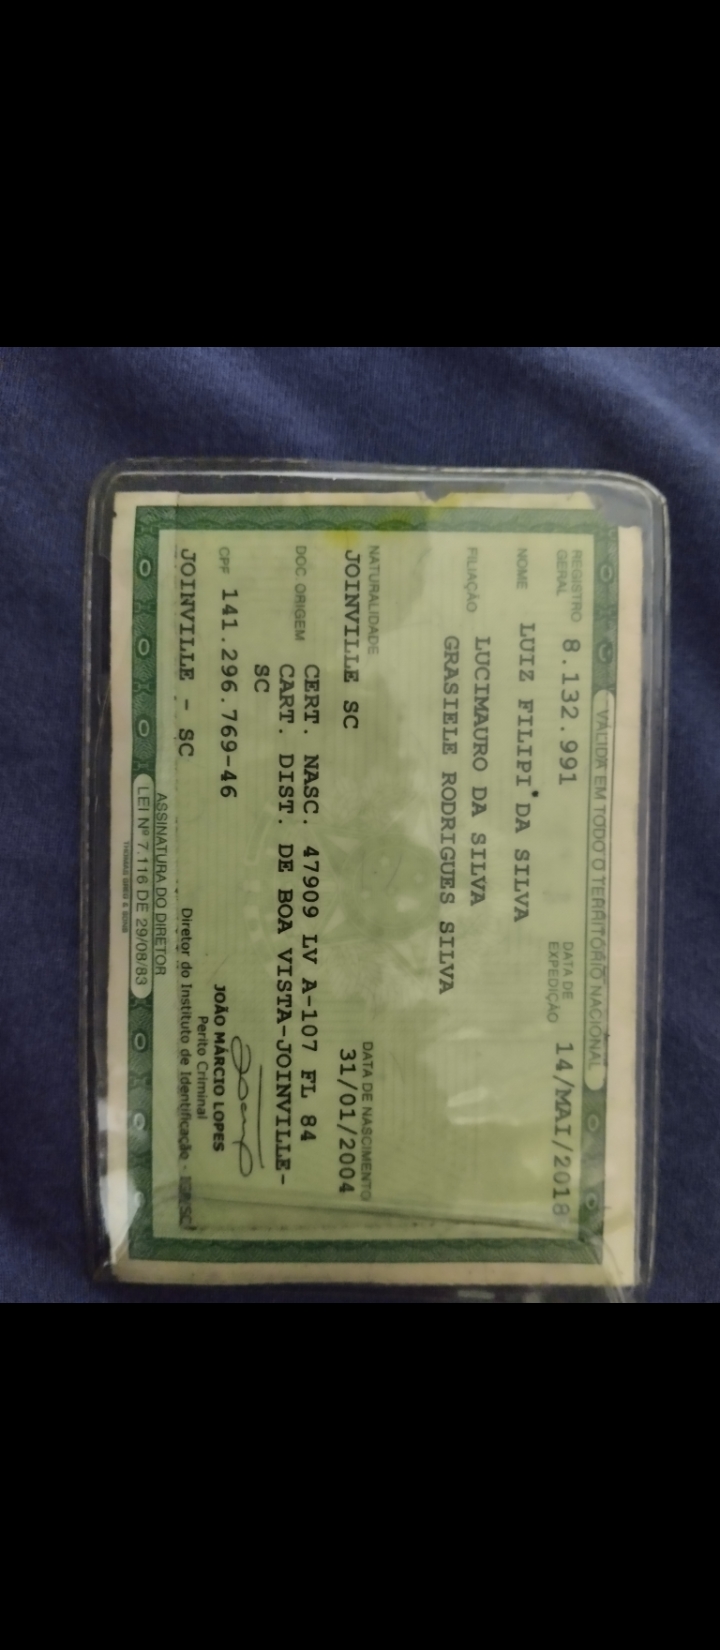 VÁLIDA EM TODO O TERRITÓRIO NACIONAL
REGISTRO GERAL 8.132.991 DATA DE EXPEDIÇÃO 14/MAI/2018
NOME LUIZ FILIPI DA SILVA
FILIAÇÃO LUCIMAURO DA SILVA
GRASIELE RODRIGUES SILVA
NATURALIDADE DATA DE NASCIMENTO
JOINVILLE SC 31/01/2004
DOC. ORIGEM CERT. NASC. 47909 LV A-107 FL 84
CART. DIST. DE BOA VISTA-JOINVILLE-
SC
CPF 141.296.769-46
JOÃO MÁRCIO LOPES
Perito Criminal
JOINVILLE - SC Diretor do Instituto de Identificação -
ASSINATURA DO DIRETOR
LEI Nº 7.116 DE 29/08/83